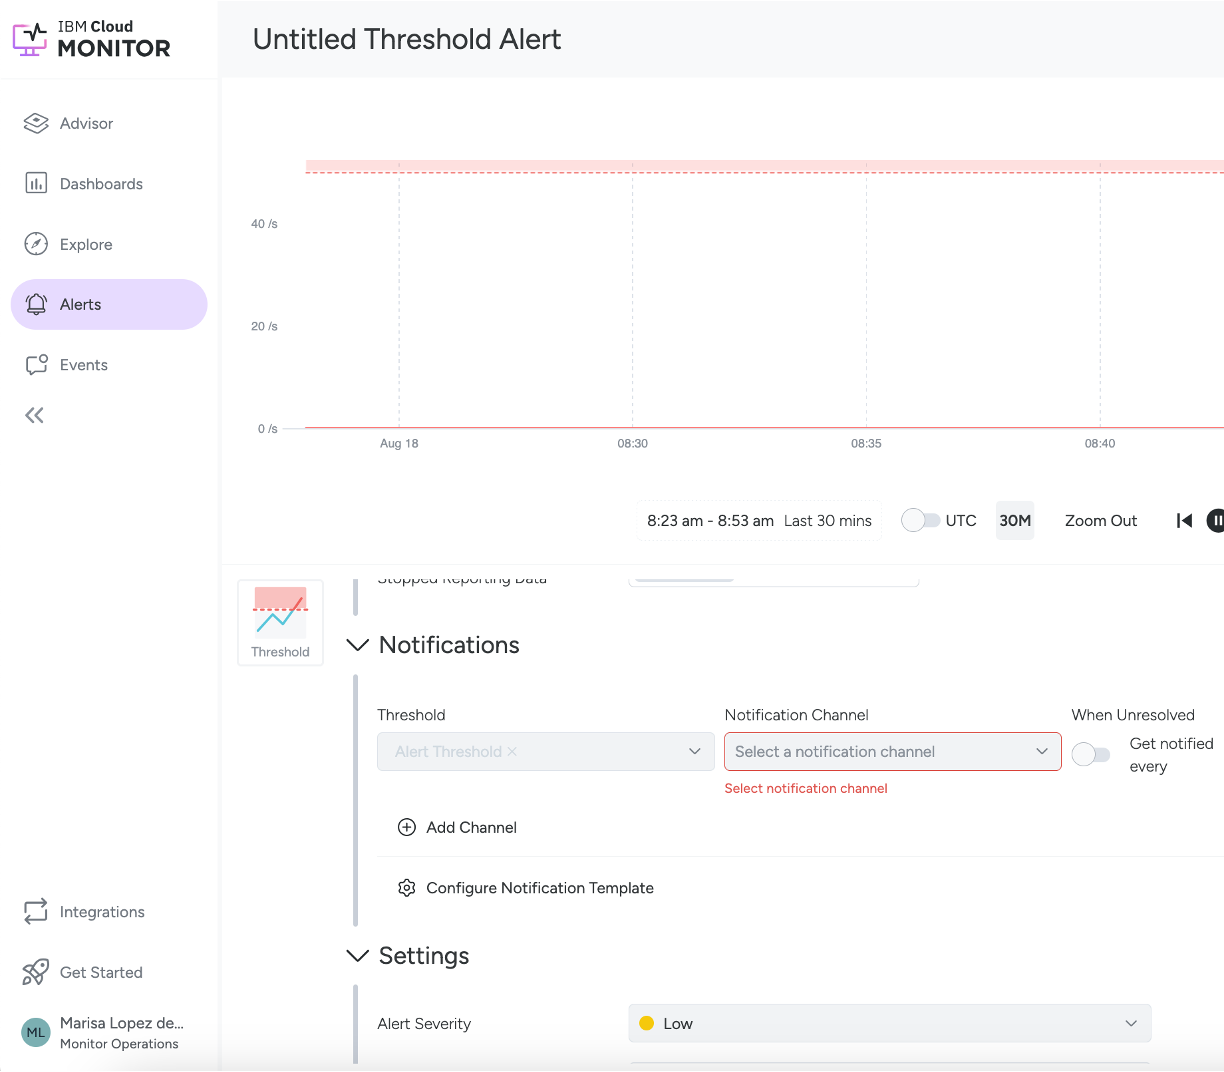 IBM Cloud
MONITOR
Untitled Threshold Alert
Advisor
Dashboards
Explore
Alerts
Events
40 /s
20 /s
0 /s
Aug 18
08:30
08:35
08:40
8:23 am - 8:53 am Last 30 mins
UTC
30M
Zoom Out
Stopped Reporting Data
Threshold
Notifications
Threshold
Alert Threshold ×
Notification Channel
Select a notification channel
Select notification channel
When Unresolved
Get notified
every
Add Channel
Configure Notification Template
Settings
Alert Severity
Low
Integrations
Get Started
ML
Marisa Lopez de...
Monitor Operations